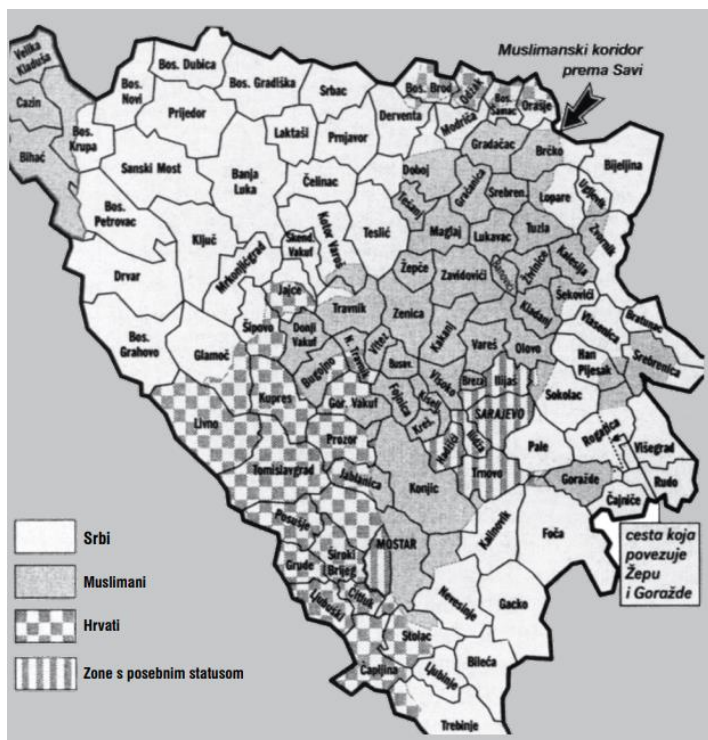 Muslimanski koridor
prema Savi
Velika
Kladuša
Cazin
Bihać
Bos.
Krupa
Bos.
Novi
Bos. Dubica
Prijedor
Bos. Gradiška
Srbac
Laktaši
Prnjavor
Derventa
Bos. Brod
Odžak
Modriča
Bos.
Šamac
Orašje
Gradačac
Brčko
Bijeljina
Sanski Most
Banja
Luka
Čelinac
Doboj
Tešanj
Gračanica
Srebren.
Lopare
Ugljevik
Bos.
Petrovac
Ključ
Mrkonjićgrad
Skend.
Vakuf
Kotor Varoš
Teslić
Maglaj
Lukavac
Tuzla
Zvornik
Kalesija
Živinice
Drvar
Jajce
Žepče
Zavidovići
Banovići
Šekovići
Kladanj
Vlasenica
Bratunac
Bos.
Grahovo
Glamoč
Šipovo
Donji
Vakuf
Travnik
Zenica
Kakanj
Vareš
Olovo
Han
Pijesak
Srebrenica
Bugojno
N. Travnik
Vitez
Busov.
Visoko
Breza
Ilijaš
Sokolac
Livno
Kupres
Gor. Vakuf
Fojnica
Kiselj
Kreš.
SARAJEVO
Hadžići
Ilidža
Pale
Rogatica
Višegrad
Prozor
Tomislavgrad
Jablanica
Konjic
Trnovo
Goražde
Rudo
Čajniče
Posušje
Široki
Brijeg
MOSTAR
Kalinovik
Foča
Grude
Ljubuški
Čitluk
Nevesinje
Gacko
Stolac
Čapljina
Ljubinje
Bileća
Trebinje
cesta koja
povezuje
Žepu
i Goražde
Srbi
Muslimani
Hrvati
Zone s posebnim statusom